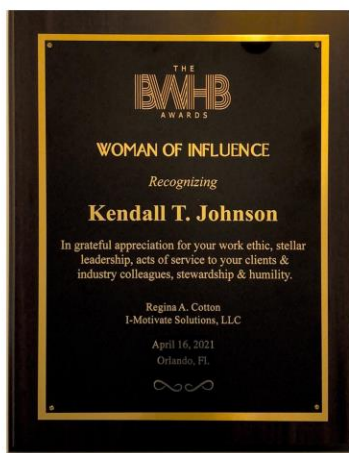 THE
BWHB
AWARDS
WOMAN OF INFLUENCE
Recognizing
Kendall T. Johnson
In grateful appreciation for your work ethic, stellar
leadership, acts of service to your clients &
industry colleagues, stewardship & humility.
Regina A. Cotton
I-Motivate Solutions, LLC
April 16, 2021
Orlando, FL